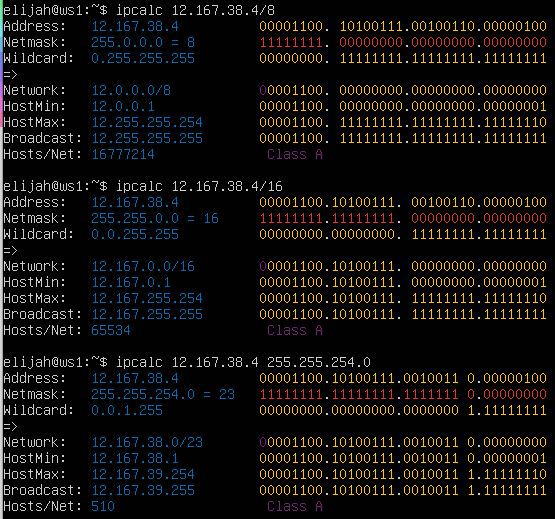 elijah@ws1:~$ ipcalc 12.167.38.4/8
Address:   12.167.38.4          00001100. 10100111.00100110.00000100
Netmask:   255.0.0.0 = 8        11111111. 00000000.00000000.00000000
Wildcard:  0.255.255.255        00000000. 11111111.11111111.11111111
=>
Network:   12.0.0.0/8           00001100. 00000000.00000000.00000000
HostMin:   12.0.0.1             00001100. 00000000.00000000.00000001
HostMax:   12.255.255.254       00001100. 11111111.11111111.11111110
Broadcast: 12.255.255.255       00001100. 11111111.11111111.11111111
Hosts/Net: 16777214              Class A
elijah@ws1:~$ ipcalc 12.167.38.4/16
Address:   12.167.38.4          00001100.10100111. 00100110.00000100
Netmask:   255.255.0.0 = 16     11111111.11111111. 00000000.00000000
Wildcard:  0.0.255.255          00000000.00000000. 11111111.11111111
=>
Network:   12.167.0.0/16        00001100.10100111. 00000000.00000000
HostMin:   12.167.0.1           00001100.10100111. 00000000.00000001
HostMax:   12.167.255.254       00001100.10100111. 11111111.11111110
Broadcast: 12.167.255.255       00001100.10100111. 11111111.11111111
Hosts/Net: 65534                 Class A
elijah@ws1:~$ ipcalc 12.167.38.4 255.255.254.0
Address:   12.167.38.4          00001100.10100111.0010011 0.00000100
Netmask:   255.255.254.0 = 23   11111111.11111111.1111111 0.00000000
Wildcard:  0.0.1.255            00000000.00000000.0000000 1.11111111
=>
Network:   12.167.38.0/23       00001100.10100111.0010011 0.00000000
HostMin:   12.167.38.1          00001100.10100111.0010011 0.00000001
HostMax:   12.167.39.254        00001100.10100111.0010011 1.11111110
Broadcast: 12.167.39.255        00001100.10100111.0010011 1.11111111
Hosts/Net: 510                   Class A